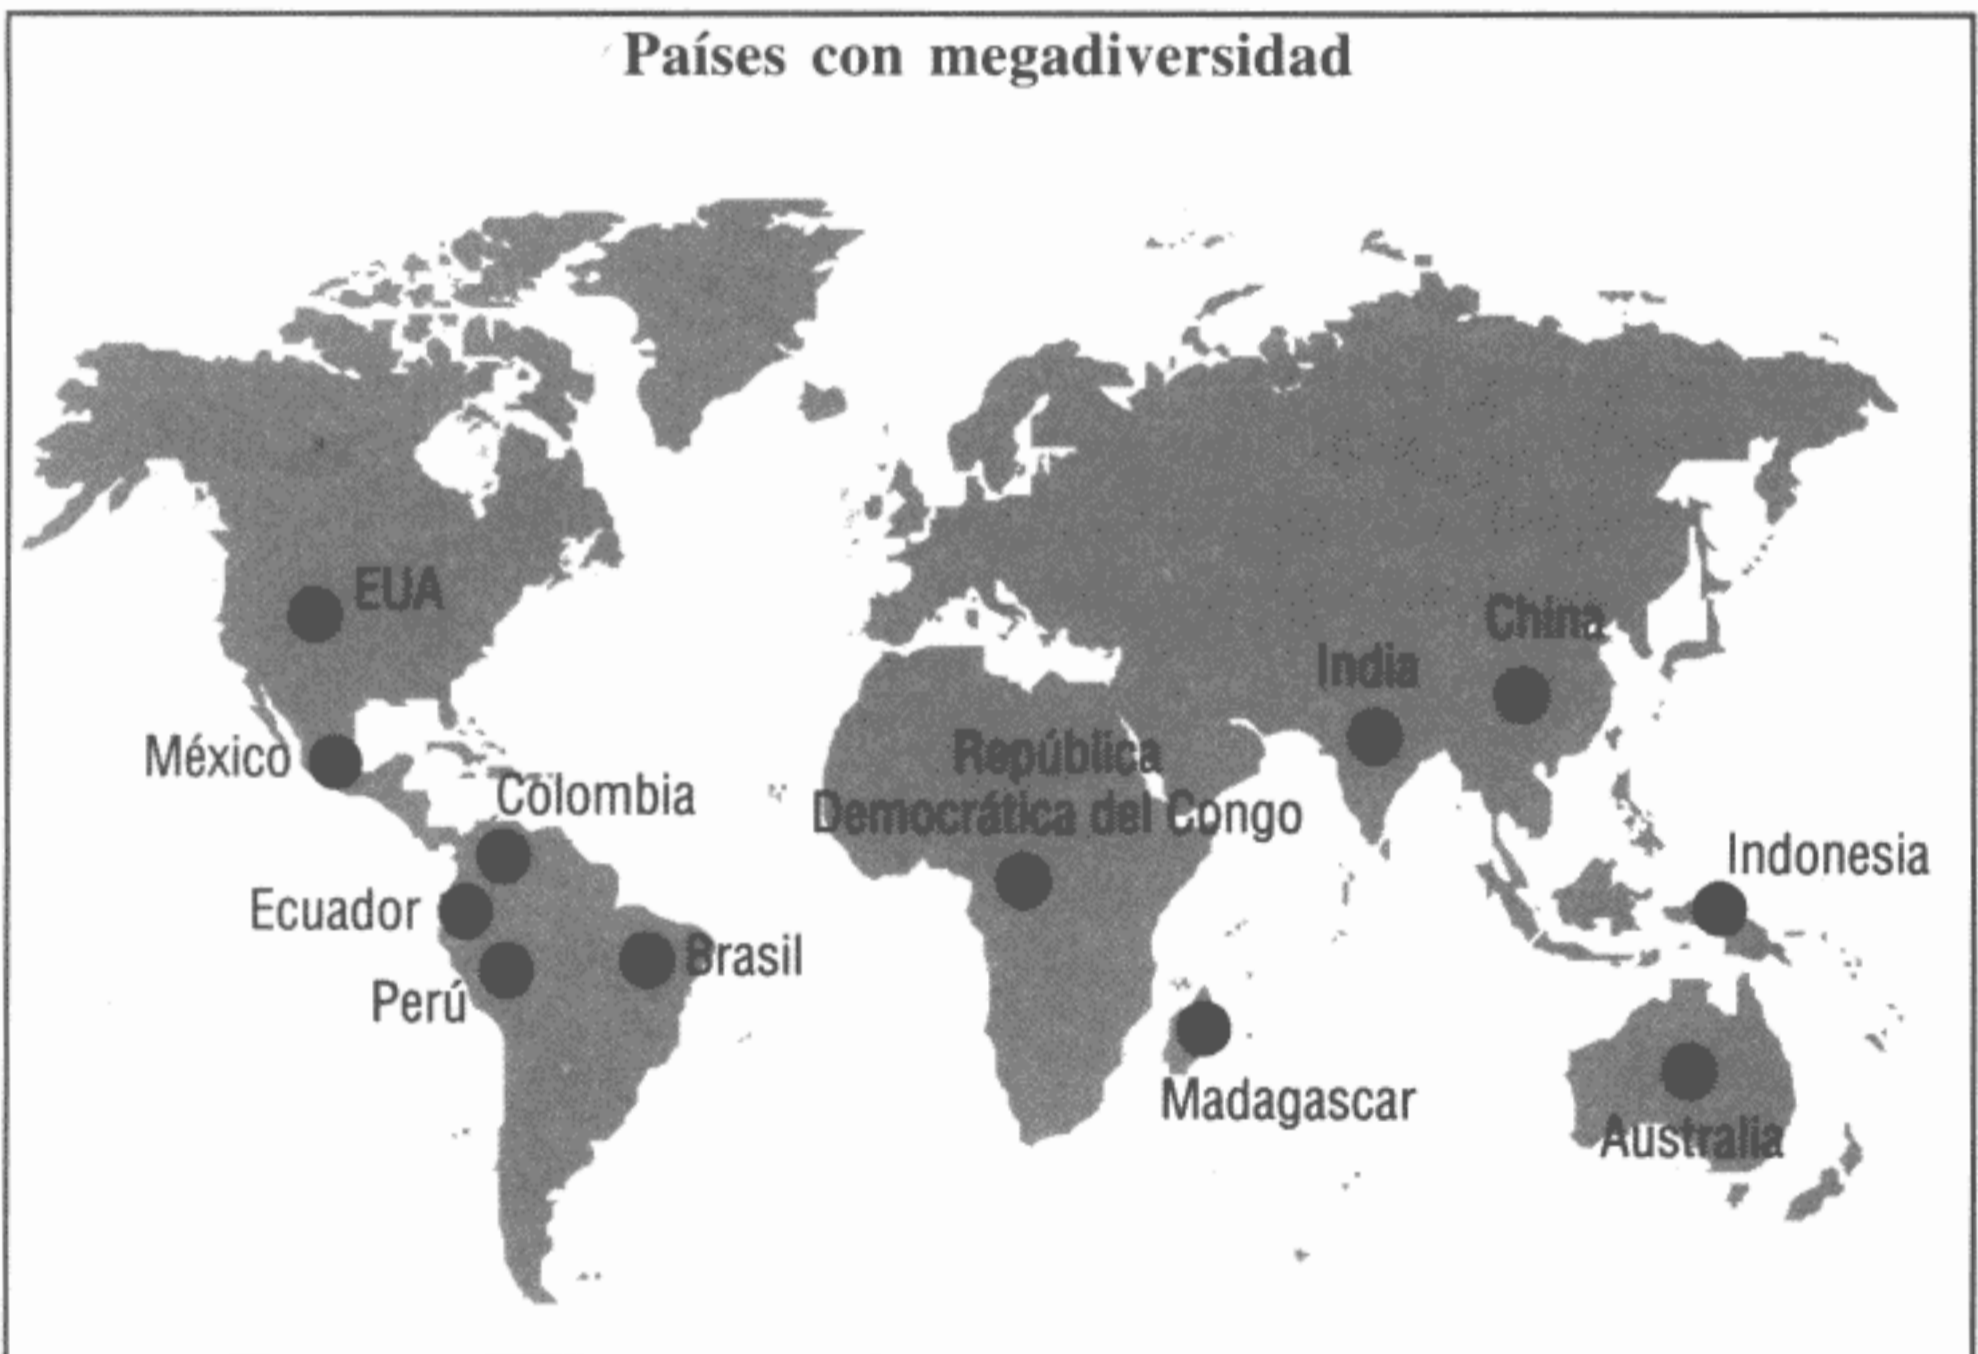 Países con megadiversidad
EUA
China
India
México
República
Democrática del Congo
Colombia
Indonesia
Ecuador
Brasil
Perú
Madagascar
Australia